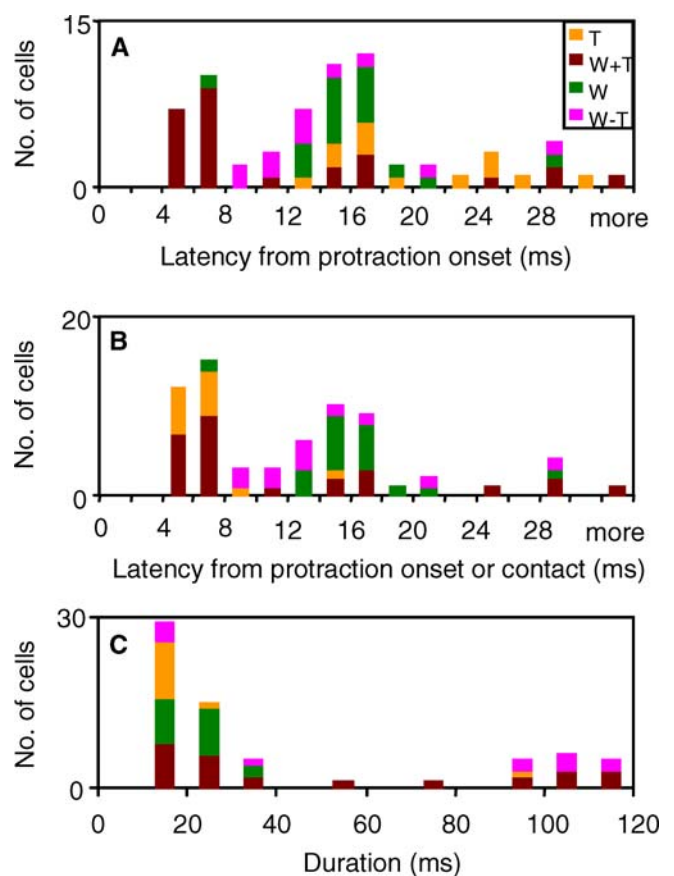 15
A
T
W+T
W
W-T
No. of cells
0
0 4 8 12 16 20 24 28 more
Latency from protraction onset (ms)
20
B
No. of cells
0
0 4 8 12 16 20 24 28 more
Latency from protraction onset or contact (ms)
30
C
No. of cells
0
0 20 40 60 80 100 120
Duration (ms)